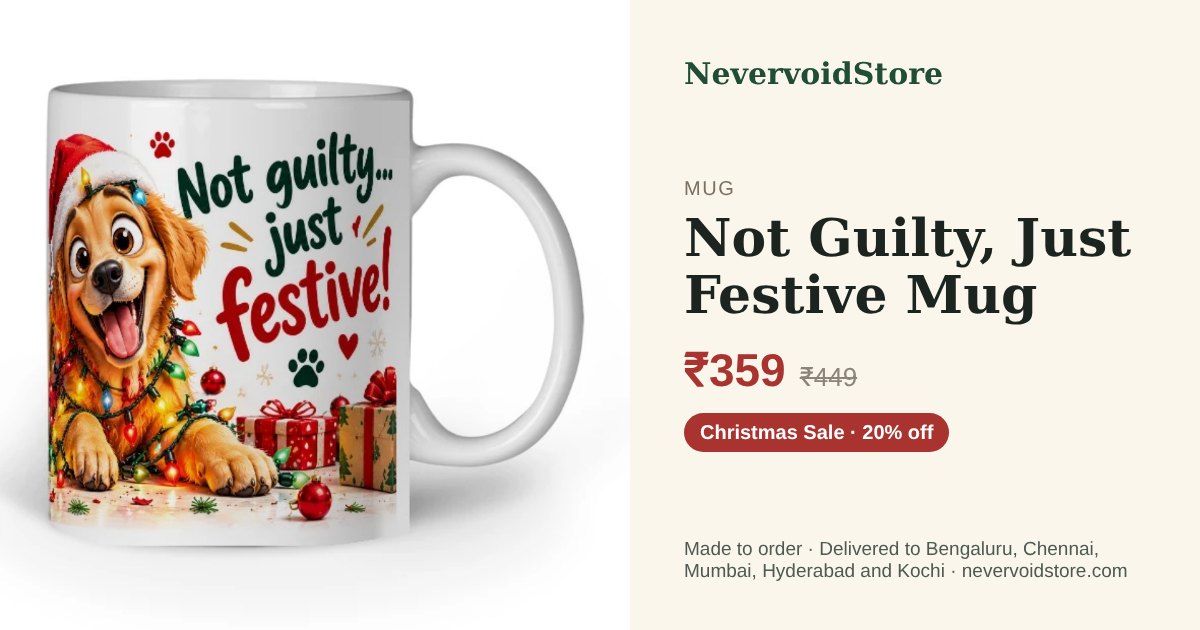 Not guilty...
just
festive!
NevervoidStore
MUG
Not Guilty, Just
Festive Mug
₹359 ₹449
Christmas Sale · 20% off
Made to order · Delivered to Bengaluru, Chennai,
Mumbai, Hyderabad and Kochi · nevervoidstore.com